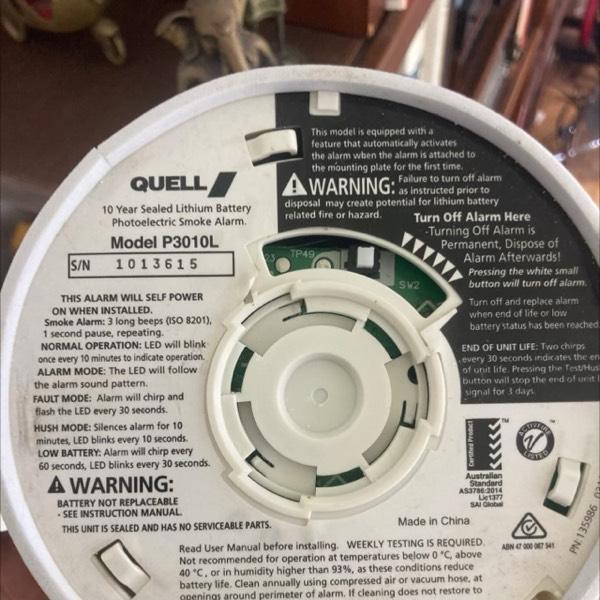 This model is equipped with a
feature that automatically activates
the alarm when the alarm is attached to
the mounting plate for the first time.
WARNING: Failure to turn off alarm
as instructed prior to
disposal may create potential for lithium battery
related fire or hazard.
Turn Off Alarm Here
-Turning Off Alarm is
Permanent, Dispose of
Alarm Afterwards!
Pressing the white small
button will turn off alarm.
Turn off and replace alarm
when end of life or low
battery status has been reached
END OF UNIT LIFE: Two chirps
every 30 seconds indicates the en
of unit life. Pressing the Test/Hus
button will stop the end of unit l
signal for 3 days.
QUELL
10 Year Sealed Lithium Battery
Photoelectric Smoke Alarm.
Model P3010L
S/N 1013615
23 TP49
SW2
THIS ALARM WILL SELF POWER
ON WHEN INSTALLED.
Smoke Alarm: 3 long beeps (ISO 8201),
1 second pause, repeating.
NORMAL OPERATION: LED will blink
once every 10 minutes to indicate operation.
ALARM MODE: The LED will follow
the alarm sound pattern.
FAULT MODE: Alarm will chirp and
flash the LED every 30 seconds.
HUSH MODE: Silences alarm for 10
minutes, LED blinks every 10 seconds.
LOW BATTERY: Alarm will chirp every
60 seconds, LED blinks every 30 seconds.
WARNING:
BATTERY NOT REPLACEABLE
- SEE INSTRUCTION MANUAL.
THIS UNIT IS SEALED AND HAS NO SERVICEABLE PARTS.
Certified Product
TM
Australian
Standard
AS3786:2014
Lic1377
SAI Global
ACTIVFIRE
LISTED
TM
Made in China
ABN 47 000 067 541
PN: 135986
Read User Manual before installing. WEEKLY TESTING IS REQUIRED.
Not recommended for operation at temperatures below 0 °C, above
40 °C, or in humidity higher than 93%, as these conditions reduce
battery life. Clean annually using compressed air or vacuum hose, at
openings around perimeter of alarm. If cleaning does not restore to